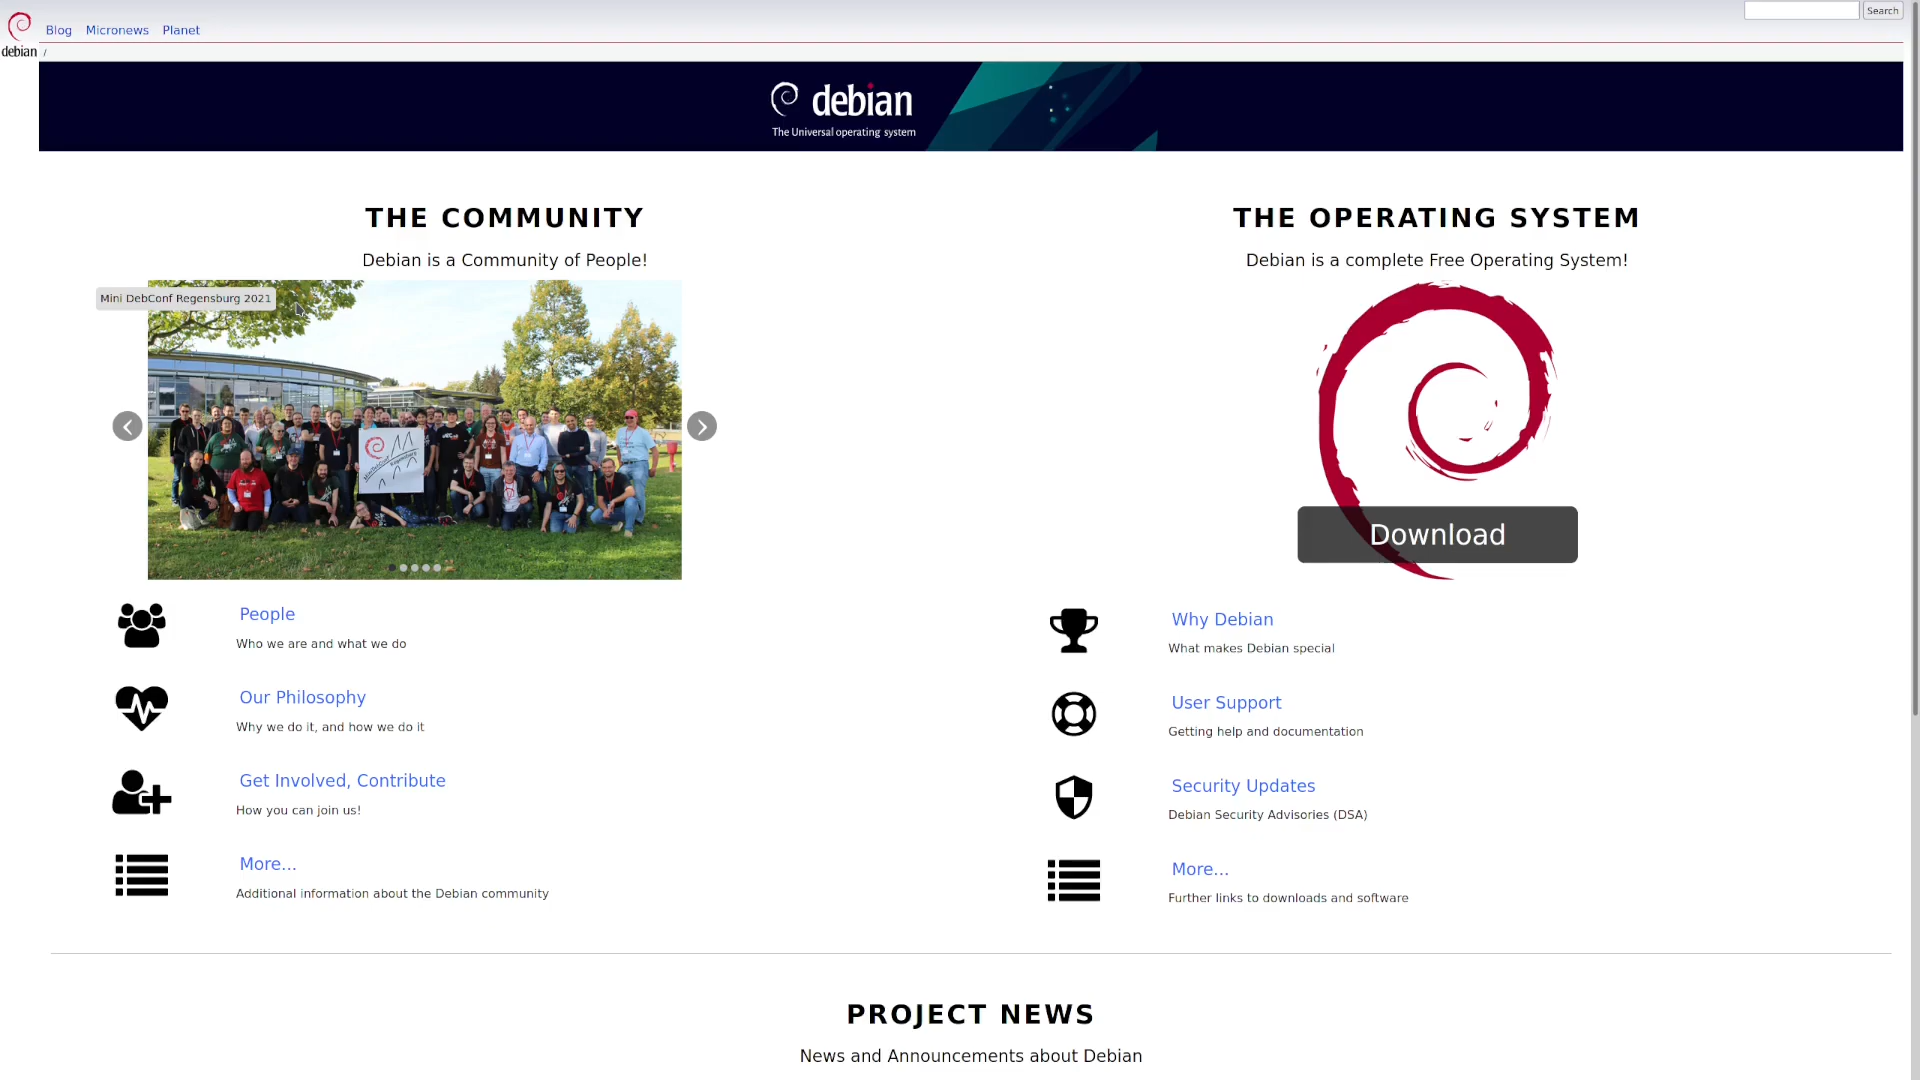 Search
Blog Micronews Planet
debian /
debian
The Universal operating system
THE COMMUNITY
Debian is a Community of People!
Mini DebConf Regensburg 2021
MiniDebConf
Regensburg
People
Who we are and what we do
Our Philosophy
Why we do it, and how we do it
Get Involved, Contribute
How you can join us!
More...
Additional information about the Debian community
THE OPERATING SYSTEM
Debian is a complete Free Operating System!
Download
Why Debian
What makes Debian special
User Support
Getting help and documentation
Security Updates
Debian Security Advisories (DSA)
More...
Further links to downloads and software
PROJECT NEWS
News and Announcements about Debian